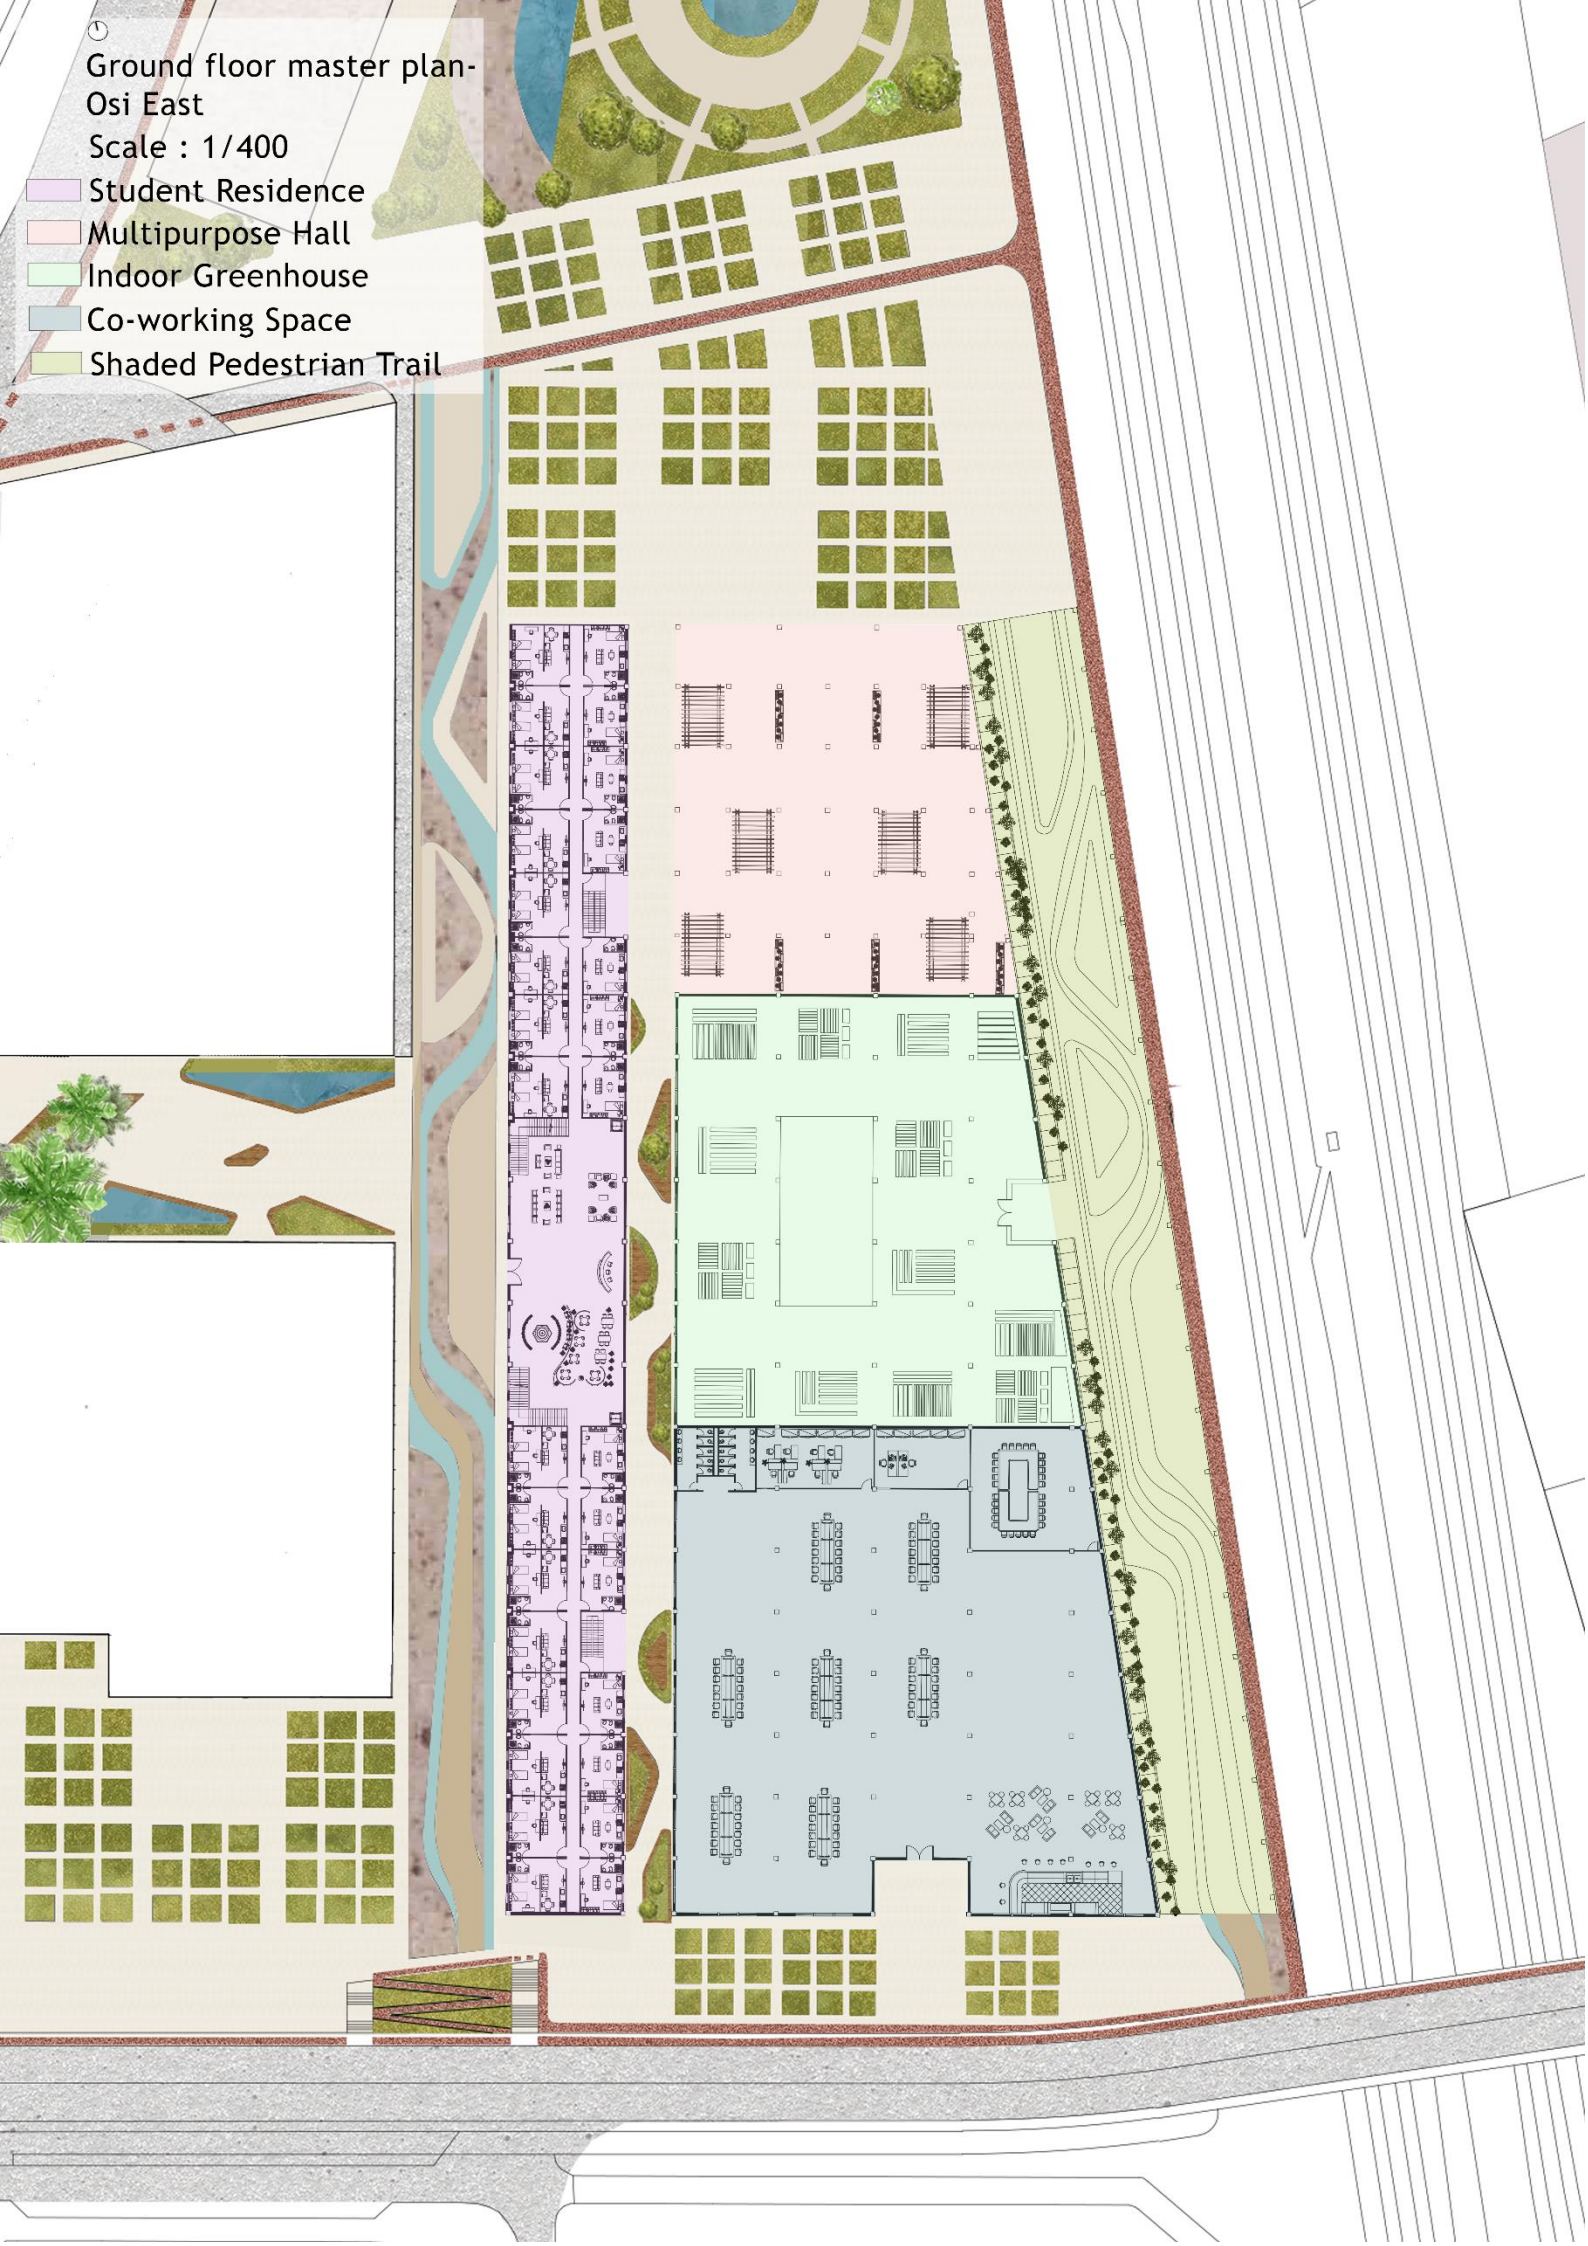 Ground floor master plan-
Osi East
Scale : 1/400
Student Residence
Multipurpose Hall
Indoor Greenhouse
Co-working Space
Shaded Pedestrian Trail